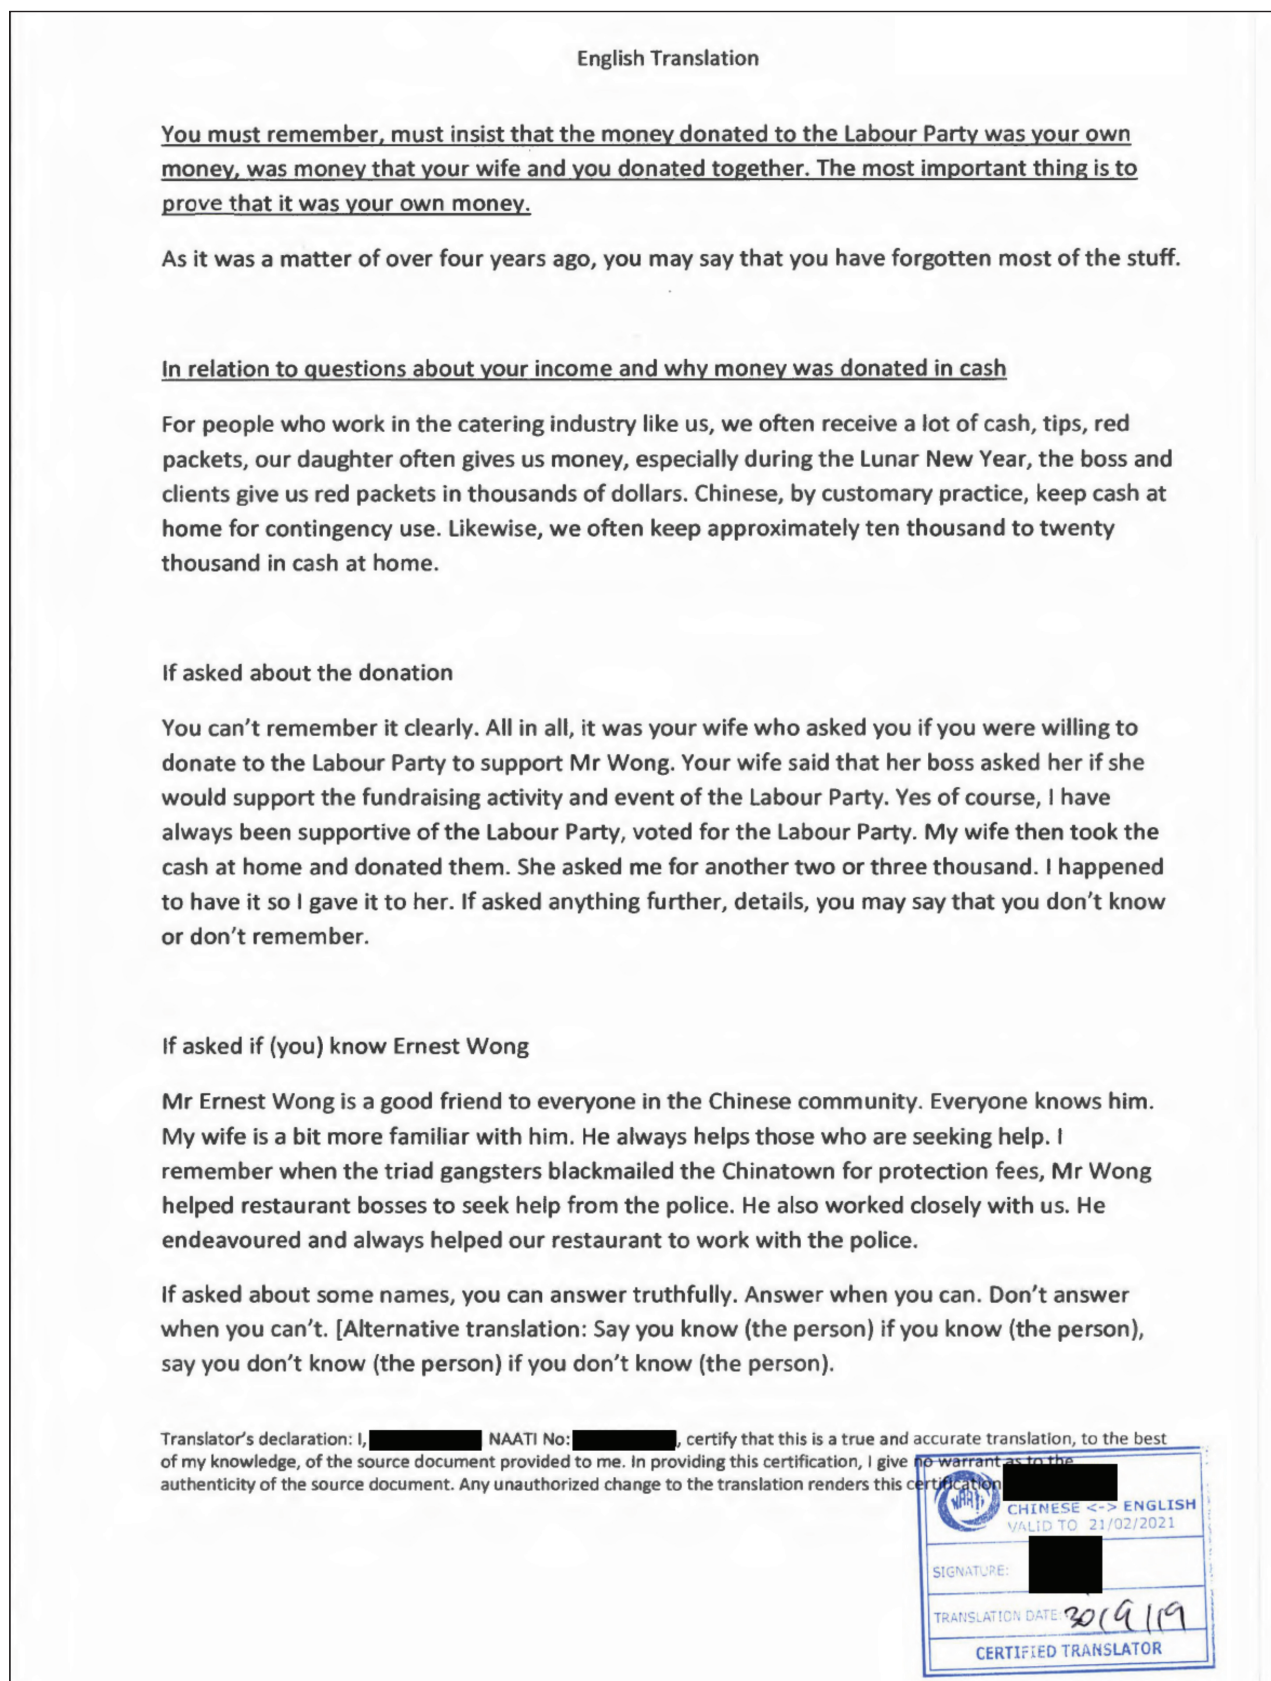 English Translation
You must remember, must insist that the money donated to the Labour Party was your own
money, was money that your wife and you donated together. The most important thing is to
prove that it was your own money.
As it was a matter of over four years ago, you may say that you have forgotten most of the stuff.
In relation to questions about your income and why money was donated in cash
For people who work in the catering industry like us, we often receive a lot of cash, tips, red
packets, our daughter often gives us money, especially during the Lunar New Year, the boss and
clients give us red packets in thousands of dollars. Chinese, by customary practice, keep cash at
home for contingency use. Likewise, we often keep approximately ten thousand to twenty
thousand in cash at home.
If asked about the donation
You can't remember it clearly. All in all, it was your wife who asked you if you were willing to
donate to the Labour Party to support Mr Wong. Your wife said that her boss asked her if she
would support the fundraising activity and event of the Labour Party. Yes of course, I have
always been supportive of the Labour Party, voted for the Labour Party. My wife then took the
cash at home and donated them. She asked me for another two or three thousand. I happened
to have it so I gave it to her. If asked anything further, details, you may say that you don't know
or don't remember.
If asked if (you) know Ernest Wong
Mr Ernest Wong is a good friend to everyone in the Chinese community. Everyone knows him.
My wife is a bit more familiar with him. He always helps those who are seeking help. I
remember when the triad gangsters blackmailed the Chinatown for protection fees, Mr Wong
helped restaurant bosses to seek help from the police. He also worked closely with us. He
endeavoured and always helped our restaurant to work with the police.
If asked about some names, you can answer truthfully. Answer when you can. Don't answer
when you can't. [Alternative translation: Say you know (the person) if you know (the person),
say you don't know (the person) if you don't know (the person).
Translator's declaration: I, NAATI No: , certify that this is a true and accurate translation, to the best
of my knowledge, of the source document provided to me. In providing this certification, I give no warrant as to the
authenticity of the source document. Any unauthorized change to the translation renders this certification
NAATI
CHINESE <-> ENGLISH
VALID TO 21/02/2021
SIGNATURE:
TRANSLATION DATE: 30/9/19
CERTIFIED TRANSLATOR